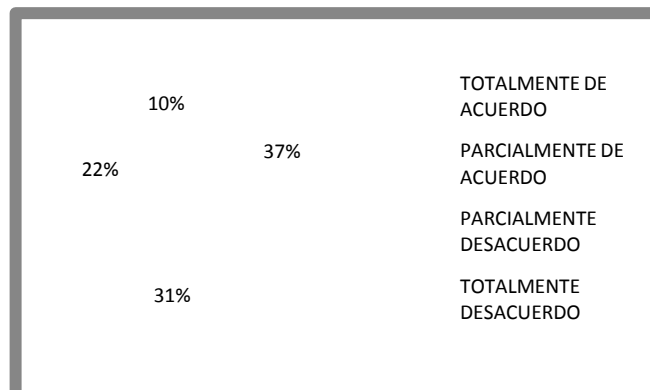 10%
37%
22%
31%
TOTALMENTE DE
ACUERDO
PARCIALMENTE DE
ACUERDO
PARCIALMENTE
DESACUERDO
TOTALMENTE
DESACUERDO